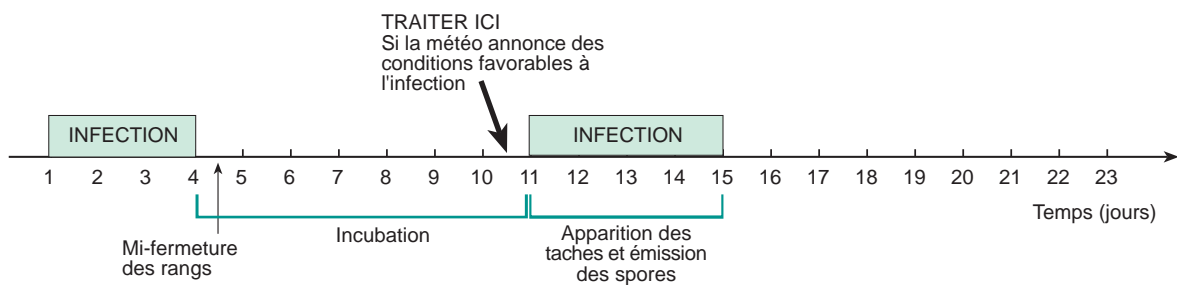 TRAITER ICI
Si la météo annonce des
conditions favorables à
l'infection
INFECTION
INFECTION
1 2 3 4 5 6 7 8 9 10 11 12 13 14 15 16 17 18 19 20 21 22 23
Temps (jours)
Mi-fermeture
des rangs
Incubation
Apparition des
taches et émission
des spores